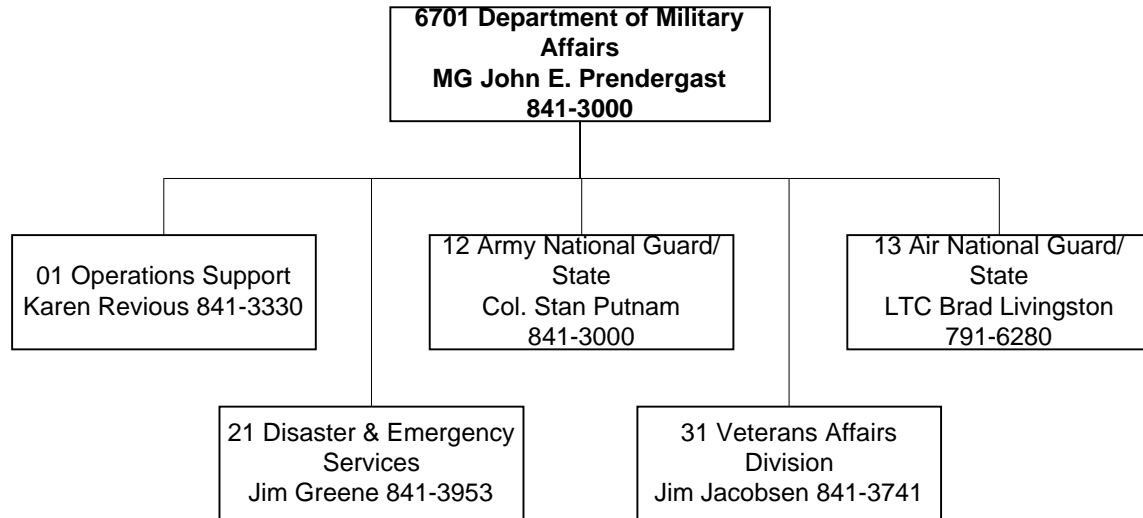 6701 Department of Military
Affairs
MG John E. Prendergast
841-3000
01 Operations Support
Karen Revious 841-3330
12 Army National Guard/
State
Col. Stan Putnam
841-3000
13 Air National Guard/
State
LTC Brad Livingston
791-6280
21 Disaster & Emergency
Services
Jim Greene 841-3953
31 Veterans Affairs
Division
Jim Jacobsen 841-3741